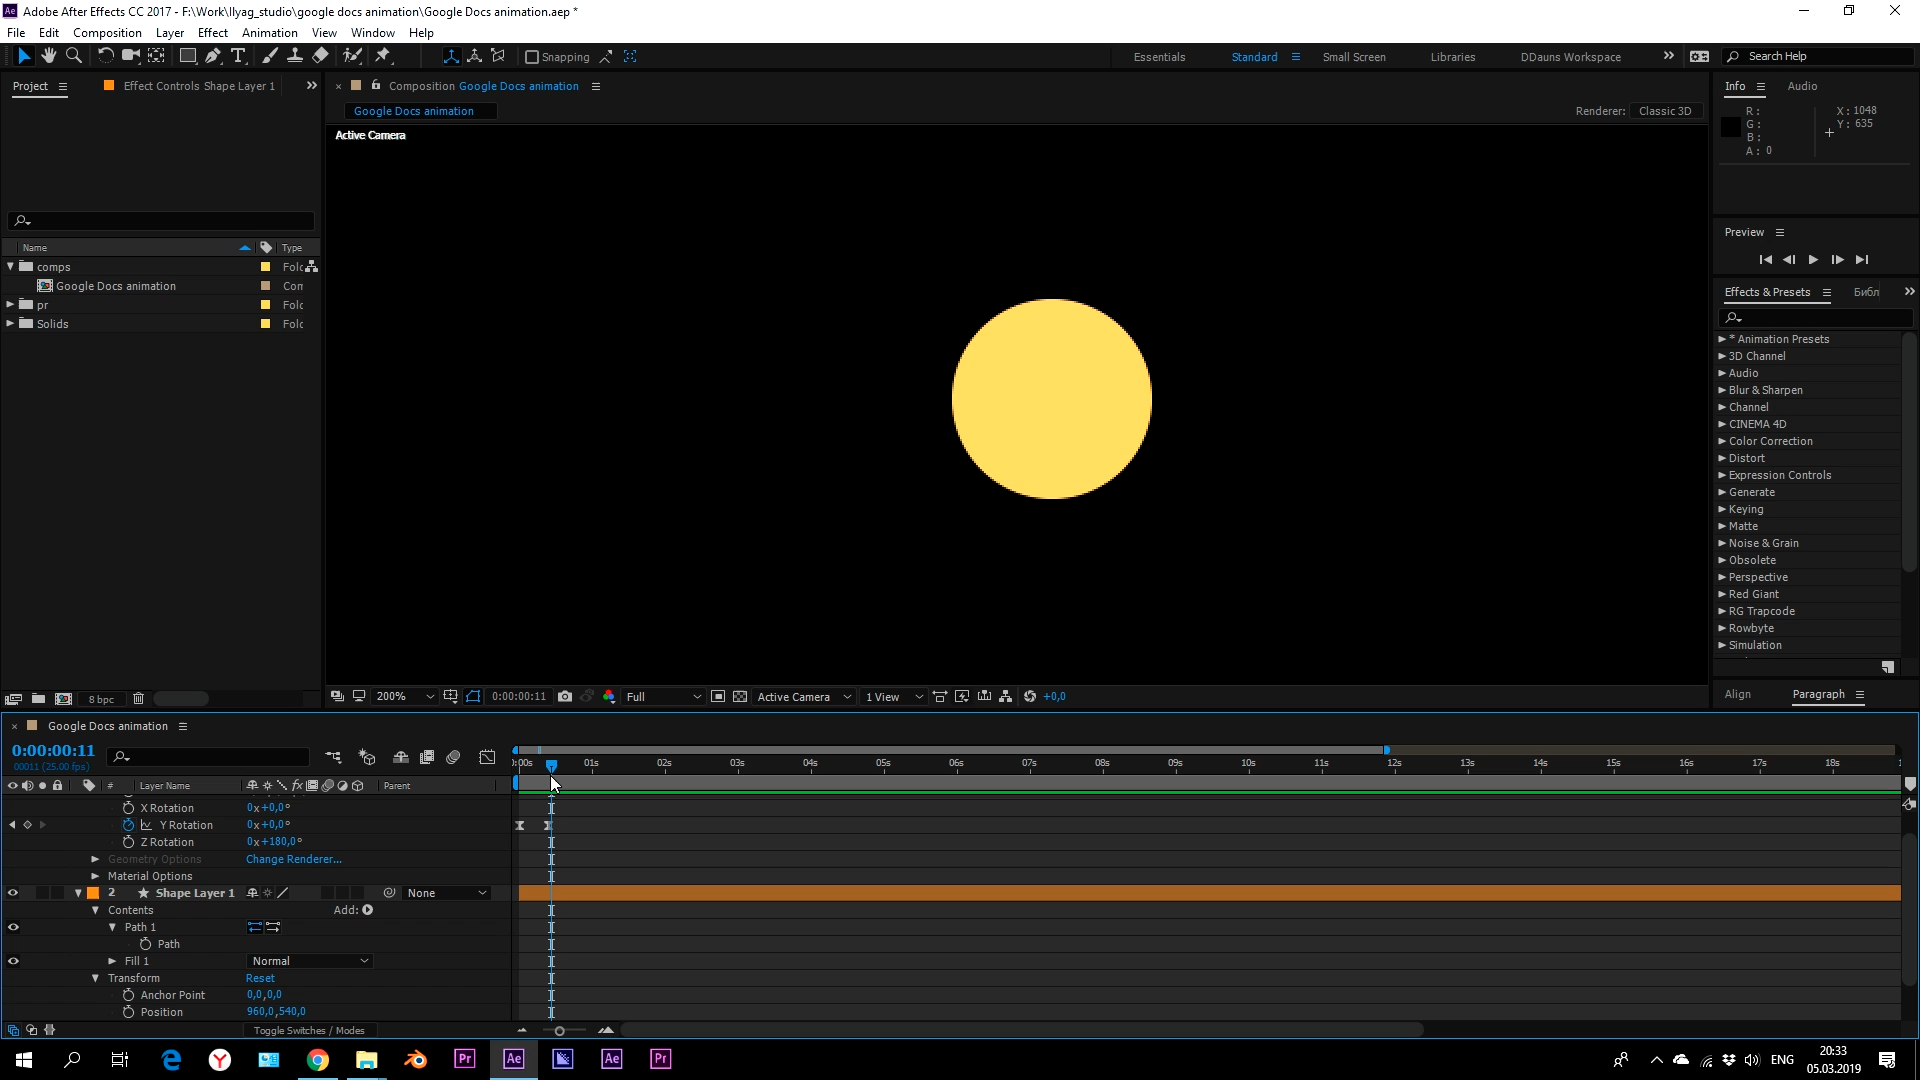 Adobe After Effects CC 2017 - F:\Work\Ilyag_studio\google docs animation\Google Docs animation.aep *
File Edit Composition Layer Effect Animation View Window Help
Snapping
Essentials Standard Small Screen Libraries DDauns Workspace
Search Help
Project Effect Controls Shape Layer 1
Composition Google Docs animation
Google Docs animation
Renderer: Classic 3D
Active Camera
Info Audio
R: X: 1048
G: Y: 635
B:
A: 0
Preview
Name Type
comps Folc
Google Docs animation Con
pr Folc
Solids Folc
Effects & Presets Библ
* Animation Presets
3D Channel
Audio
Blur & Sharpen
Channel
CINEMA 4D
Color Correction
Distort
Expression Controls
Generate
Keying
Matte
Noise & Grain
Obsolete
Perspective
Red Giant
RG Trapcode
Rowbyte
Simulation
8 bpc
200% 0:00:00:11 Full Active Camera 1 View +0,0
Align Paragraph
Google Docs animation
0:00:00:11
00011 (25.00 fps)
):00s 01s 02s 03s 04s 05s 06s 07s 08s 09s 10s 11s 12s 13s 14s 15s 16s 17s 18s
# Layer Name fx Parent
X Rotation 0x+0,0°
Y Rotation 0x+0,0°
Z Rotation 0x+180,0°
Geometry Options Change Renderer...
Material Options
2 Shape Layer 1 None
Contents Add:
Path 1
Path
Fill 1 Normal
Transform Reset
Anchor Point 0,0,0,0
Position 960,0,540,0
Toggle Switches / Modes
Pr Ae Ae Pr
ENG
20:33
05.03.2019